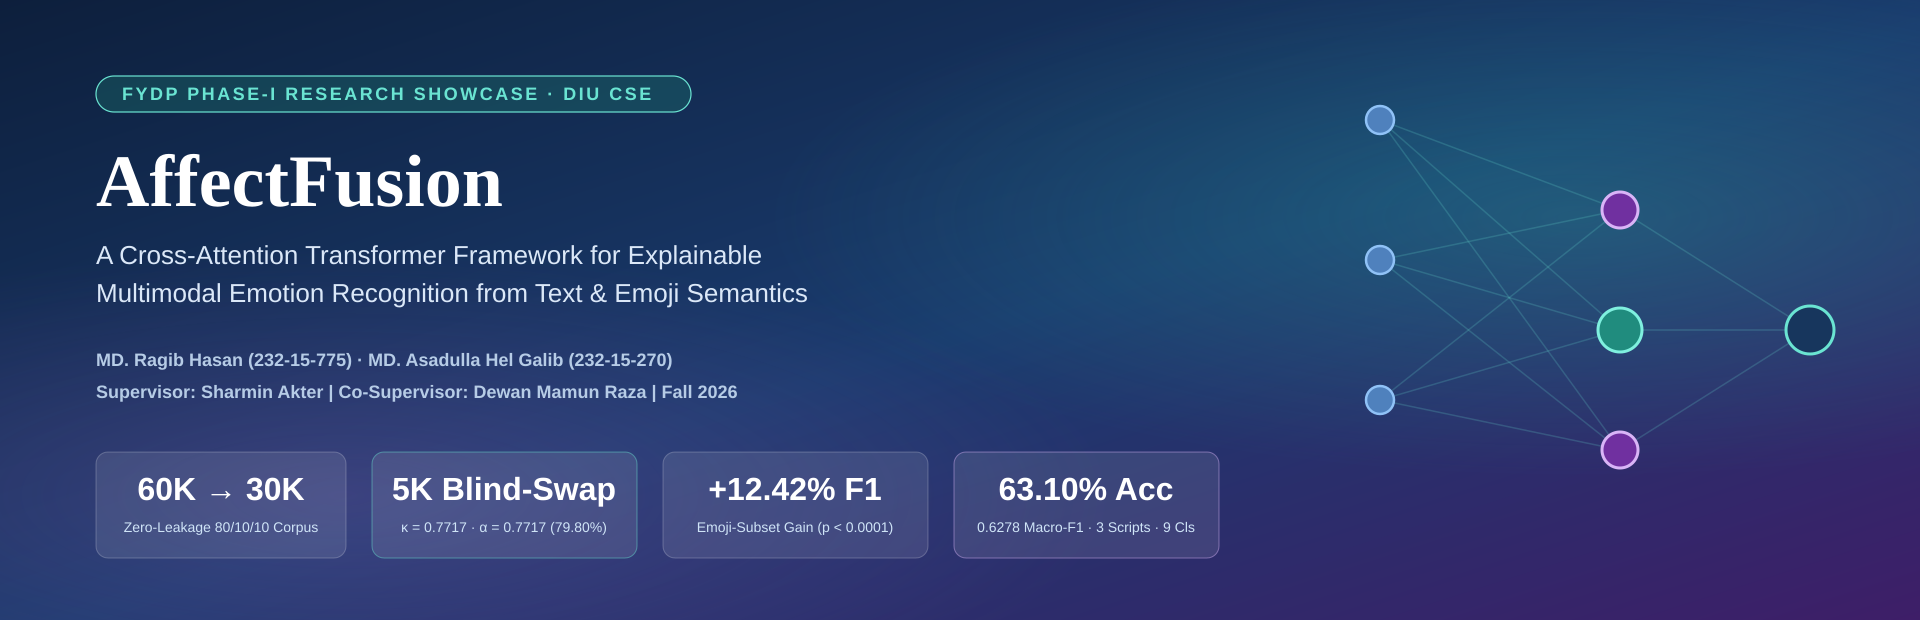 FYDP PHASE-I RESEARCH SHOWCASE · DIU CSE
AffectFusion
A Cross-Attention Transformer Framework for Explainable
Multimodal Emotion Recognition from Text & Emoji Semantics
MD. Ragib Hasan (232-15-775) · MD. Asadulla Hel Galib (232-15-270)
Supervisor: Sharmin Akter | Co-Supervisor: Dewan Mamun Raza | Fall 2026
60K → 30K
Zero-Leakage 80/10/10 Corpus
5K Blind-Swap
κ = 0.7717 · α = 0.7717 (79.80%)
+12.42% F1
Emoji-Subset Gain (p < 0.0001)
63.10% Acc
0.6278 Macro-F1 · 3 Scripts · 9 Cls